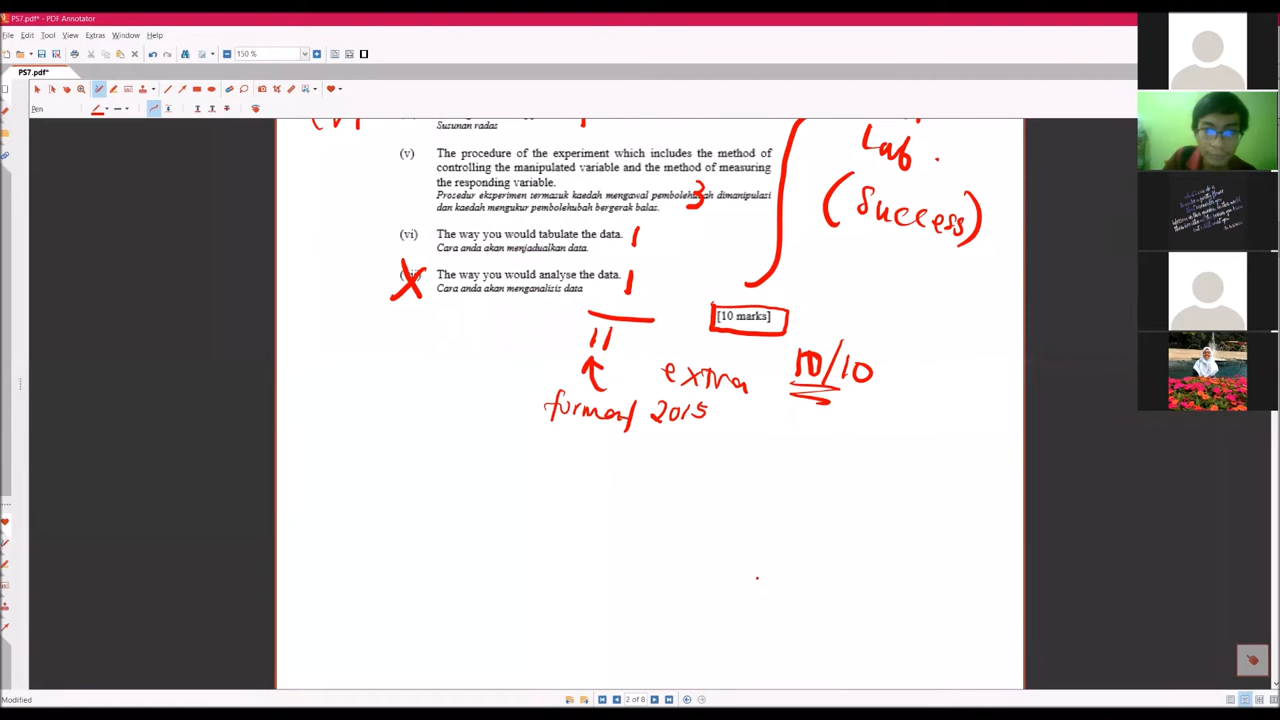 PS7.pdf* - PDF Annotator
File Edit Tool View Extras Window Help
150 %
PS7.pdf*
Pen
Susunan radas
Lab.
(v) The procedure of the experiment which includes the method of
controlling the manipulated variable and the method of measuring
the responding variable.
Prosedur eksperimen termasuk kaedah mengawal pembolehubah dimanipulasi
dan kaedah mengukur pembolehubah bergerak balas.
3
(Success)
(vi) The way you would tabulate the data. 1
Cara anda akan menjadualkan data.
X The way you would analyse the data. 1
Cara anda akan menganalisis data
[10 marks]
11
extra 10/10
format 2015
Modified
2 of 8